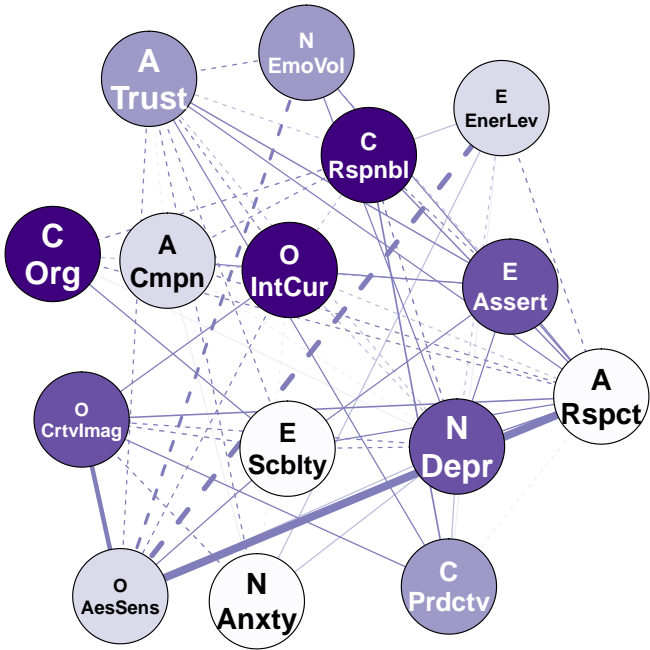 N
EmoVol
A
Trust
E
EnerLev
C
Rspnbl
C
Org
A
Cmpn
O
IntCur
E
Assert
A
Rspct
O
CrtvImag
E
Scblty
N
Depr
O
AesSens
N
Anxty
C
Prdctv